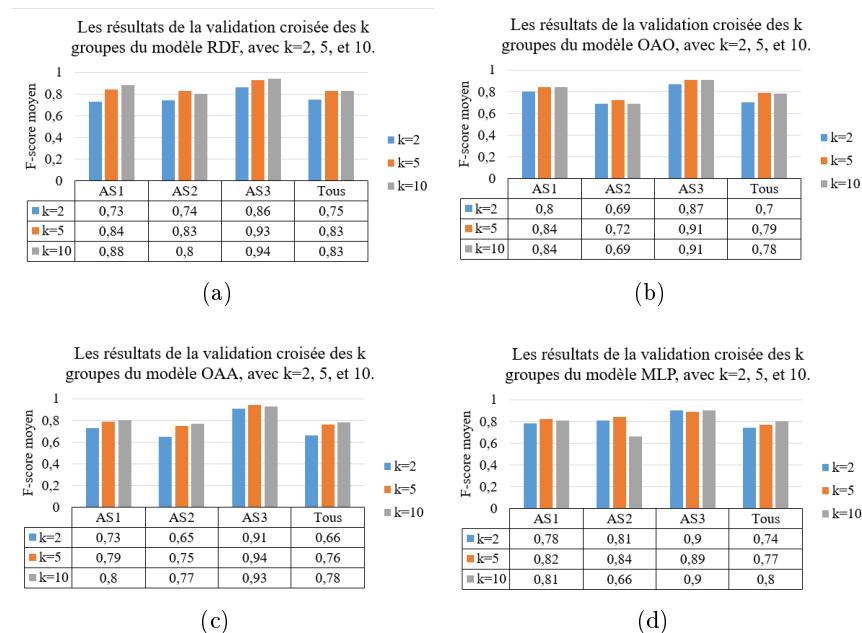 Les résultats de la validation croisée des k
groupes du modèle RDF, avec k=2, 5, et 10.
F-score moyen
1
0,8
0,6
0,4
0,2
0
k=2
k=5
k=10
AS1 AS2 AS3 Tous
k=2 0,73 0,74 0,86 0,75
k=5 0,84 0,83 0,93 0,83
k=10 0,88 0,8 0,94 0,83
(a)
Les résultats de la validation croisée des k
groupes du modèle OAO, avec k=2, 5, et 10.
F-score moyen
1
0,8
0,6
0,4
0,2
0
k=2
k=5
k=10
AS1 AS2 AS3 Tous
k=2 0,8 0,69 0,87 0,7
k=5 0,84 0,72 0,91 0,79
k=10 0,84 0,69 0,91 0,78
(b)
Les résultats de la validation croisée des k
groupes du modèle OAA, avec k=2, 5, et 10.
F-score moyen
1
0,8
0,6
0,4
0,2
0
k=2
k=5
k=10
AS1 AS2 AS3 Tous
k=2 0,73 0,65 0,91 0,66
k=5 0,79 0,75 0,94 0,76
k=10 0,8 0,77 0,93 0,78
(c)
Les résultats de la validation croisée des k
groupes du modèle MLP, avec k=2, 5, et 10.
F-score moyen
1
0,8
0,6
0,4
0,2
0
k=2
k=5
k=10
AS1 AS2 AS3 Tous
k=2 0,78 0,81 0,9 0,74
k=5 0,82 0,84 0,89 0,77
k=10 0,81 0,66 0,9 0,8
(d)